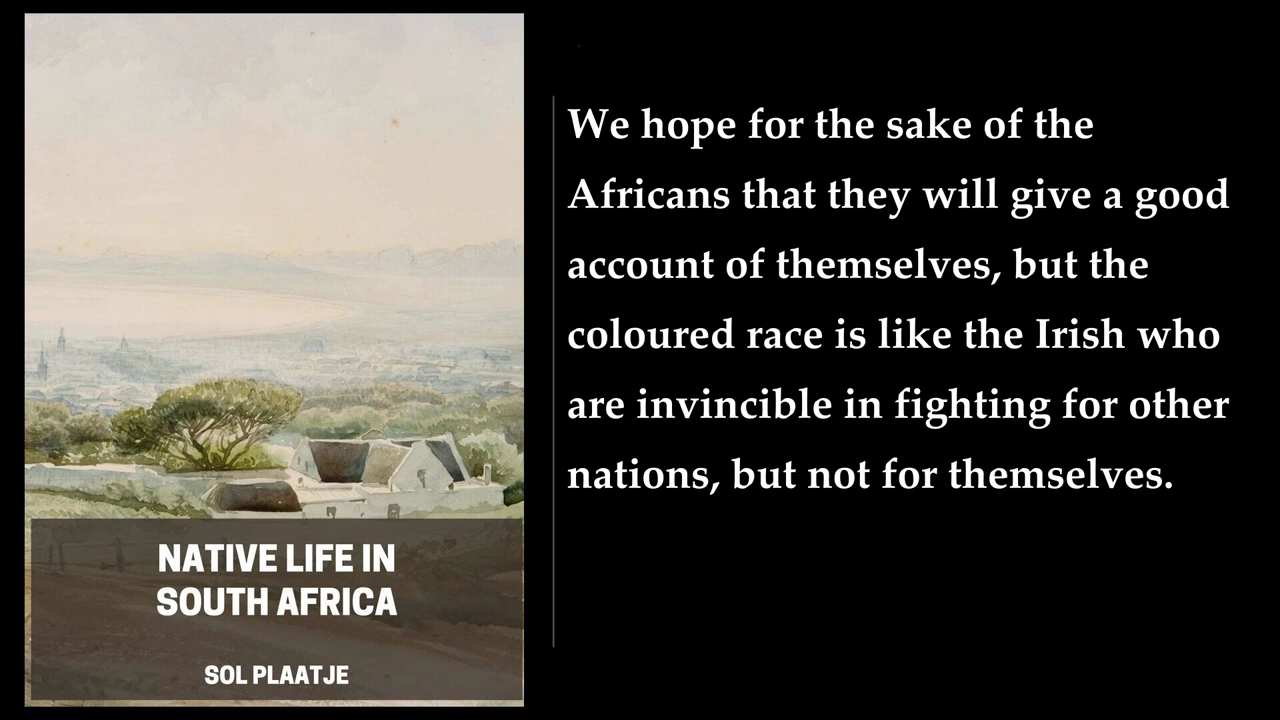 NATIVE LIFE IN
SOUTH AFRICA
SOL PLAATJE
We hope for the sake of the
Africans that they will give a good
account of themselves, but the
coloured race is like the Irish who
are invincible in fighting for other
nations, but not for themselves.